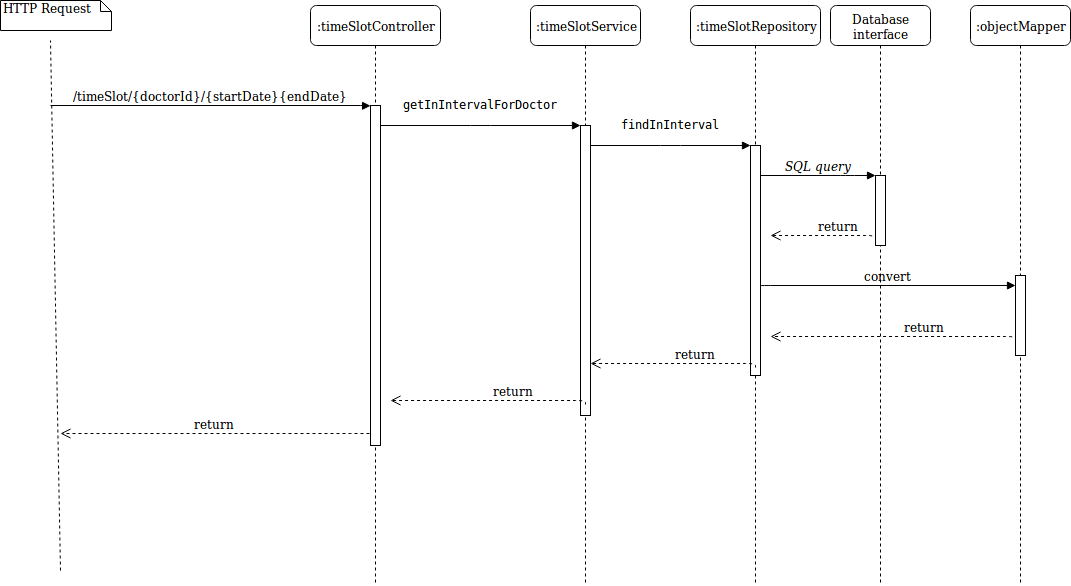 HTTP Request
:timeSlotController
:timeSlotService
:timeSlotRepository
Database
interface
:objectMapper
/timeSlot/{doctorId}/{startDate}{endDate}
getInIntervalForDoctor
findInInterval
SQL query
return
convert
return
return
return
return